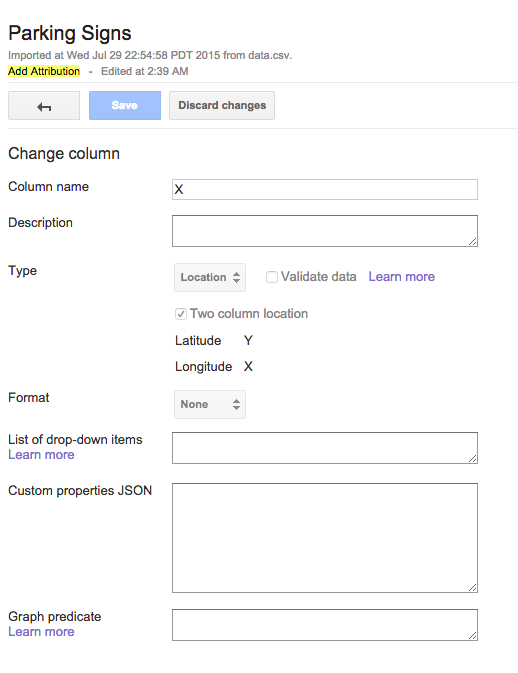 Parking Signs
Imported at Wed Jul 29 22:54:58 PDT 2015 from data.csv.
Add Attribution - Edited at 2:39 AM
Save Discard changes
Change column
Column name X
Description
Type Location Validate data Learn more
Two column location
Latitude Y
Longitude X
Format None
List of drop-down items
Learn more
Custom properties JSON
Graph predicate
Learn more